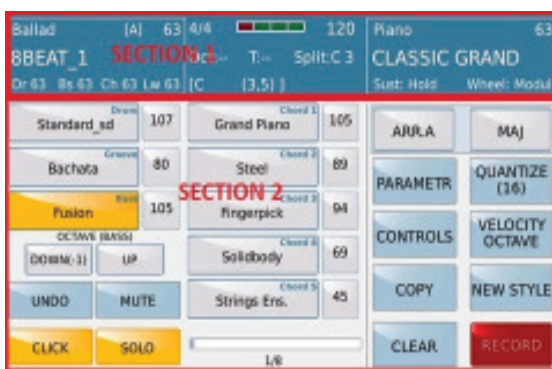 Ballad [A] 63 4/4 120 Piano 63
8BEAT_1 SECTION 1 T:-- Split:C 3 CLASSIC GRAND
Dr 63 Bs 63 Ch 63 Lw 63 [C (3,5) ] Sust: Hold Wheel: Modul
Drum Chord 1
Standard_sd 107 Grand Piano 105 ARR.A MAJ
Groove Chord 2
Bachata 80 Steel 89 PARAMETR QUANTIZE (16)
SECTION 2
Bass Chord 3
Fusion 105 Fingerpick 94 CONTROLS VELOCITY OCTAVE
OCTAVE (BASS) Chord 4
DOWN(-1) UP Solidbody 69
Chord 5
UNDO MUTE Strings Ens. 45 COPY NEW STYLE
CLICK SOLO 1/8 CLEAR RECORD